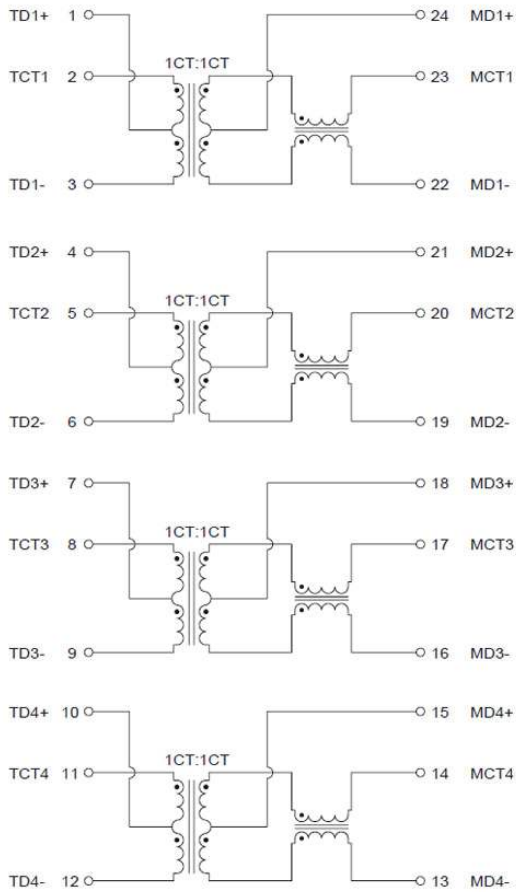 TD1+ 1 24 MD1+
1CT:1CT
TCT1 2 23 MCT1
TD1- 3 22 MD1-
TD2+ 4 21 MD2+
1CT:1CT
TCT2 5 20 MCT2
TD2- 6 19 MD2-
TD3+ 7 18 MD3+
1CT:1CT
TCT3 8 17 MCT3
TD3- 9 16 MD3-
TD4+ 10 15 MD4+
1CT:1CT
TCT4 11 14 MCT4
TD4- 12 13 MD4-